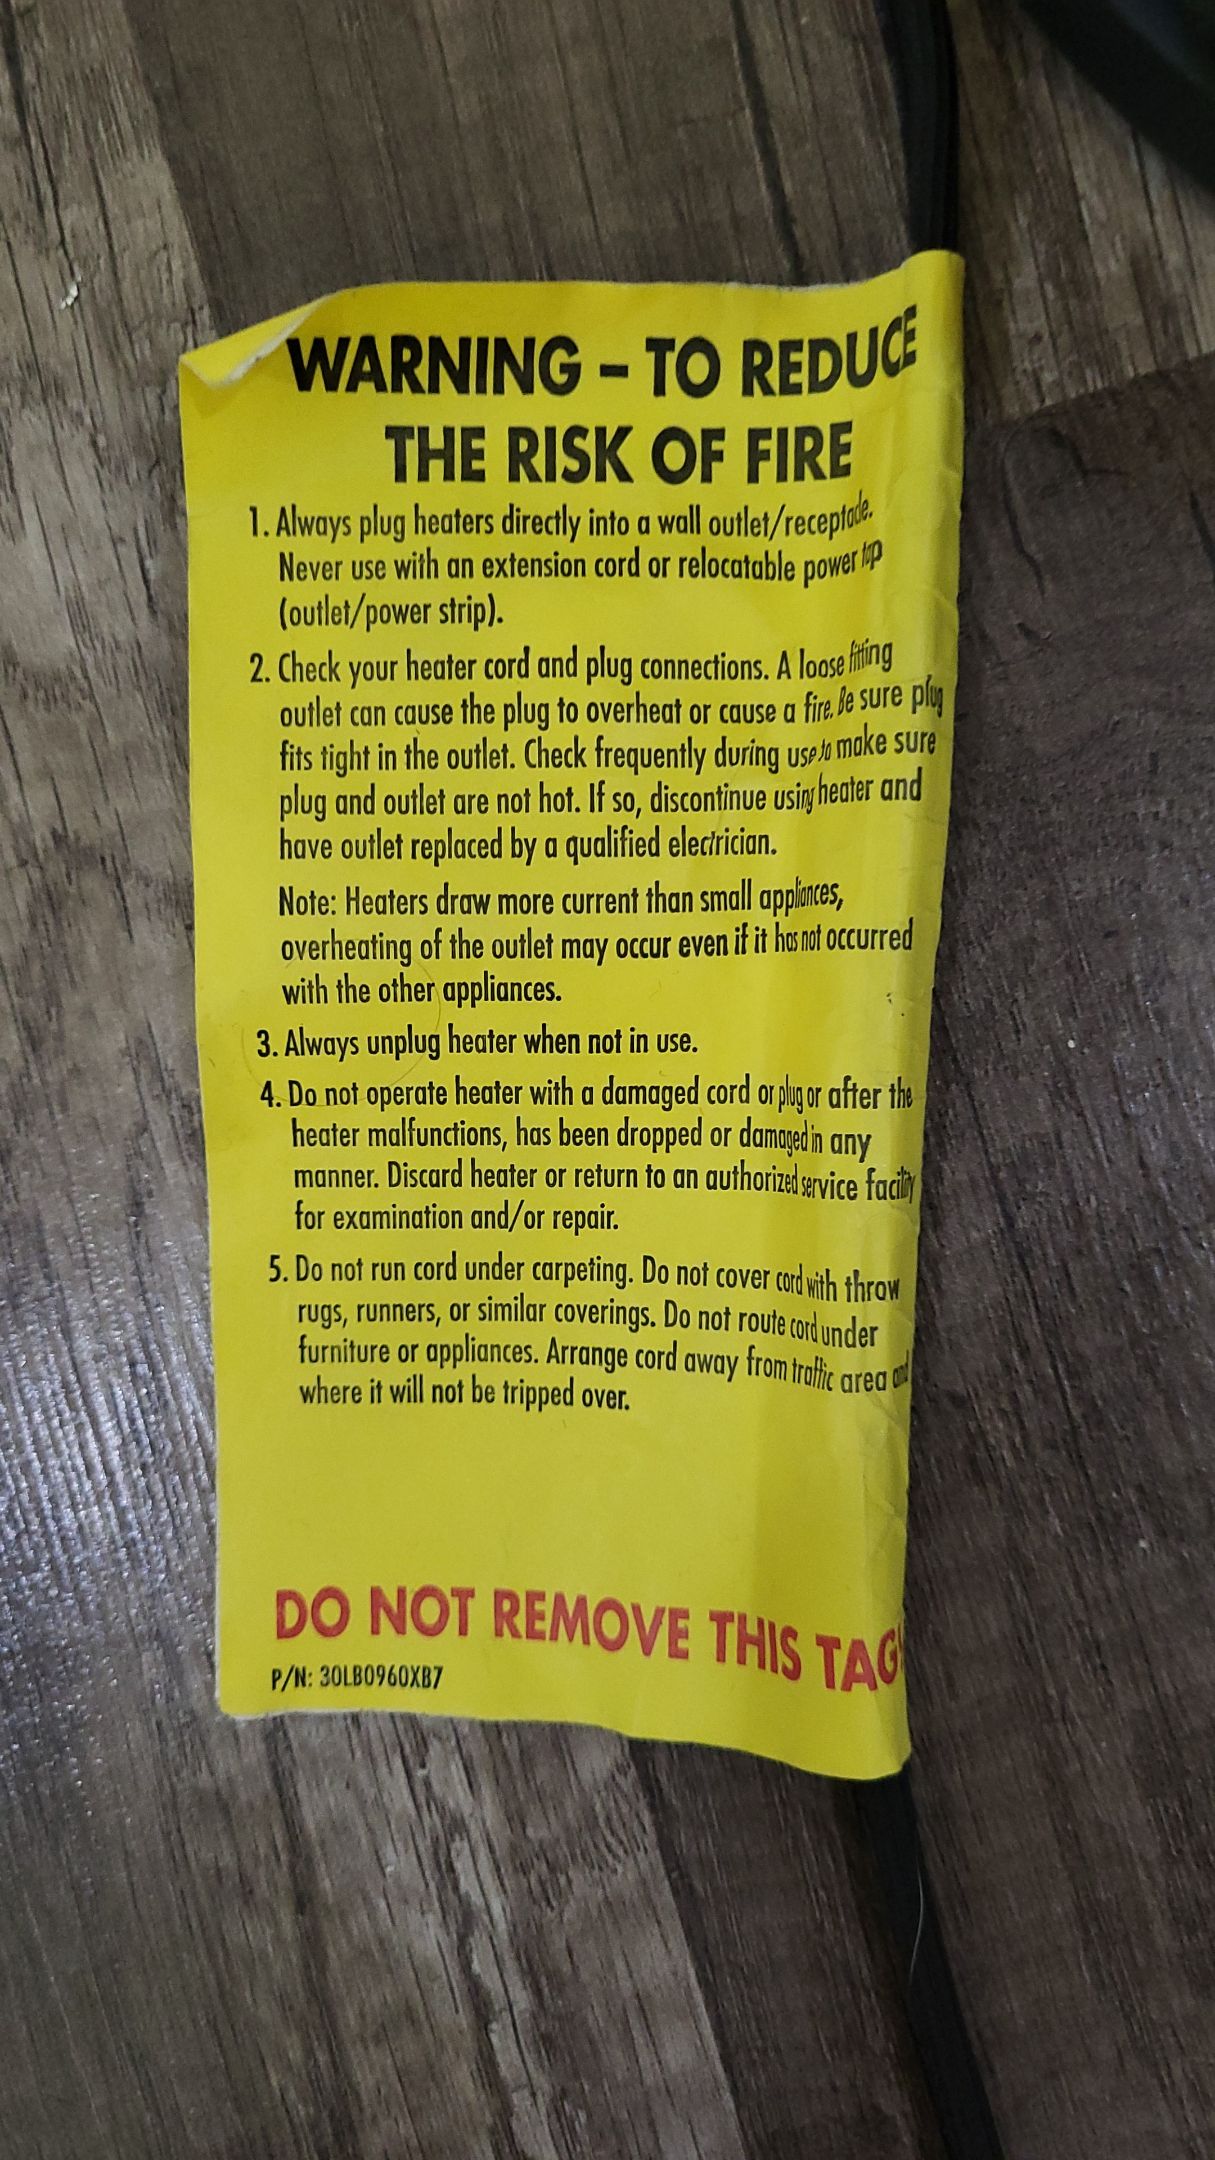 WARNING – TO REDUCE
THE RISK OF FIRE
1. Always plug heaters directly into a wall outlet/receptacle.
Never use with an extension cord or relocatable power tap
(outlet/power strip).
2. Check your heater cord and plug connections. A loose fitting
outlet can cause the plug to overheat or cause a fire. Be sure plug
fits tight in the outlet. Check frequently during use to make sure
plug and outlet are not hot. If so, discontinue using heater and
have outlet replaced by a qualified electrician.
Note: Heaters draw more current than small appliances,
overheating of the outlet may occur even if it has not occurred
with the other appliances.
3. Always unplug heater when not in use.
4. Do not operate heater with a damaged cord or plug or after the
heater malfunctions, has been dropped or damaged in any
manner. Discard heater or return to an authorized service facility
for examination and/or repair.
5. Do not run cord under carpeting. Do not cover cord with throw
rugs, runners, or similar coverings. Do not route cord under
furniture or appliances. Arrange cord away from traffic area and
where it will not be tripped over.
DO NOT REMOVE THIS TAG!
P/N: 30LB0960XB7